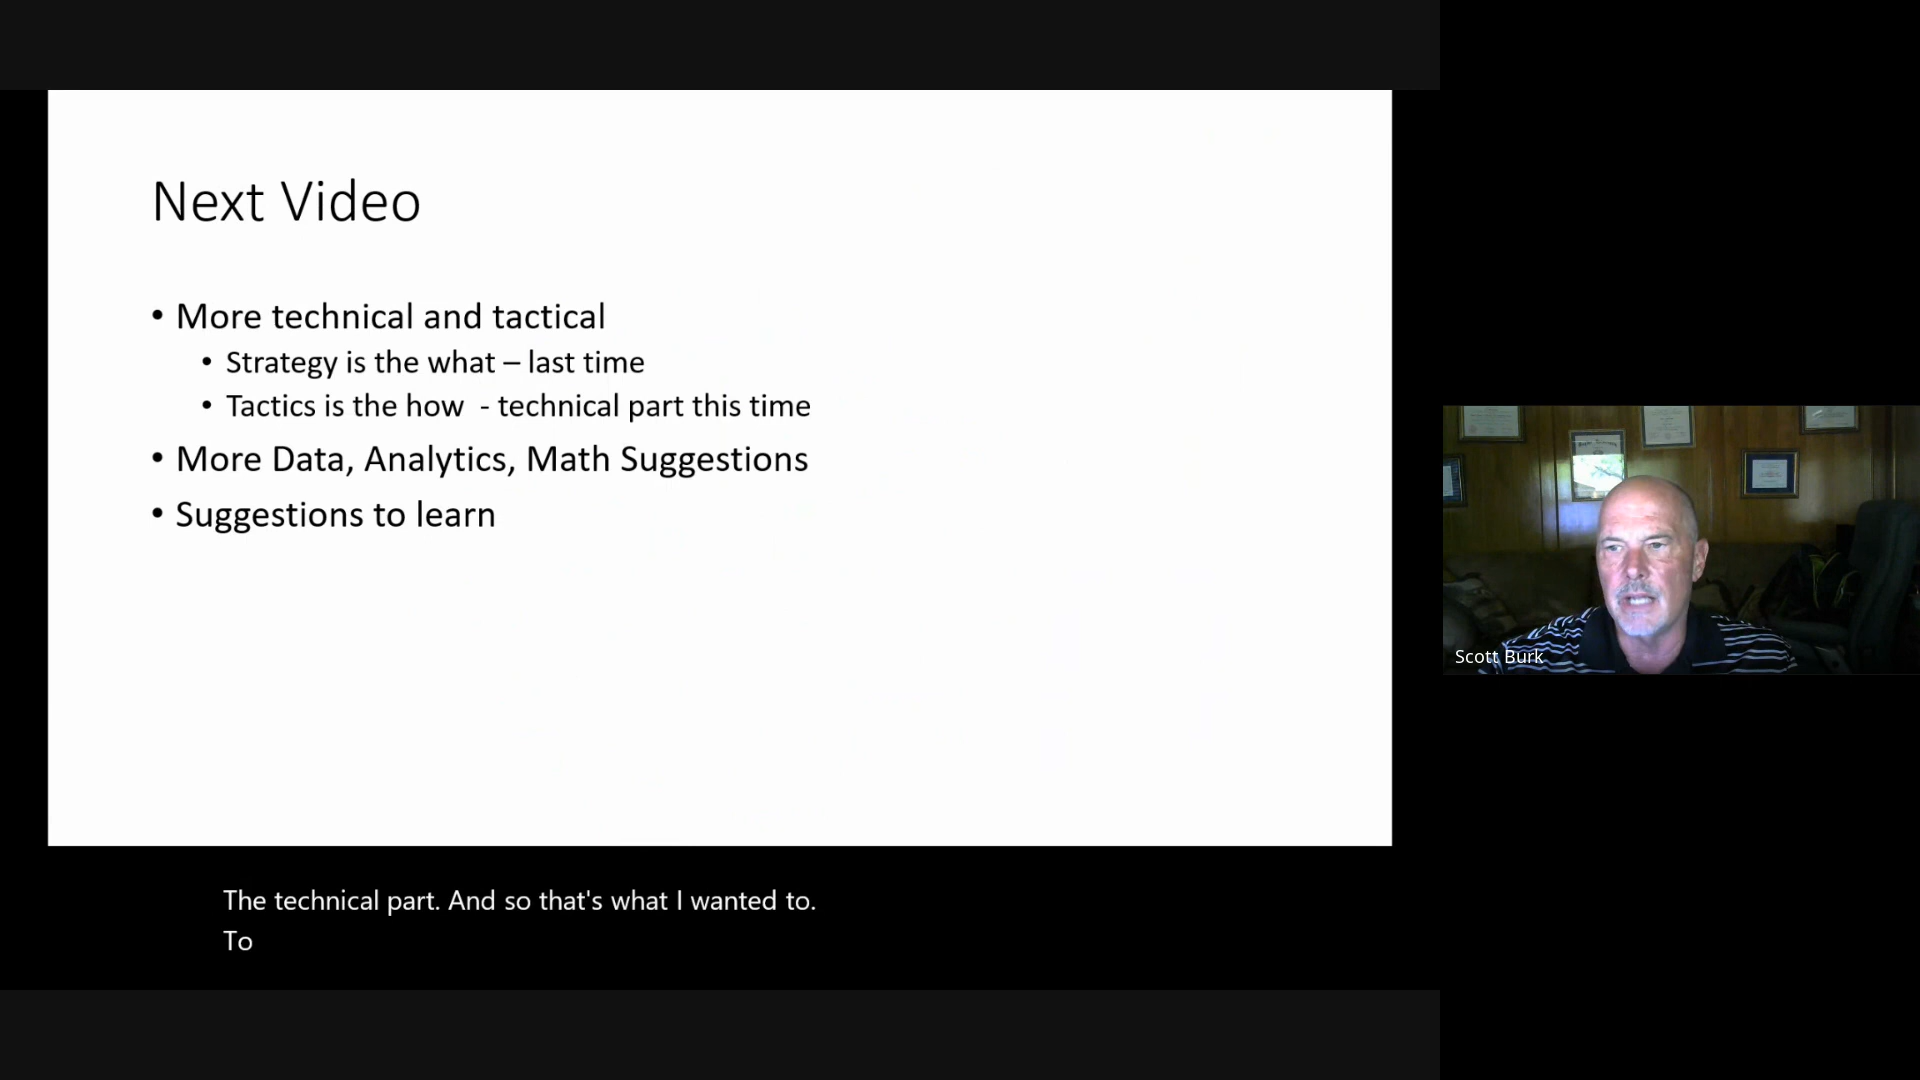 Next Video
• More technical and tactical
• Strategy is the what – last time
• Tactics is the how  - technical part this time
• More Data, Analytics, Math Suggestions
• Suggestions to learn
Scott Burk
The technical part. And so that's what I wanted to.
To